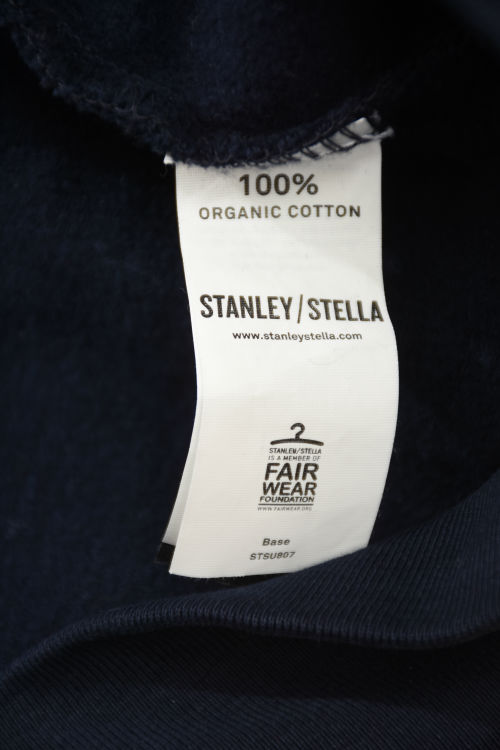 100%
ORGANIC COTTON
STANLEY/STELLA
www.stanleystella.com
STANLEY/STELLA
IS A MEMBER OF
FAIR
WEAR
FOUNDATION
WWW.FAIRWEAR.ORG
Base
STSU807